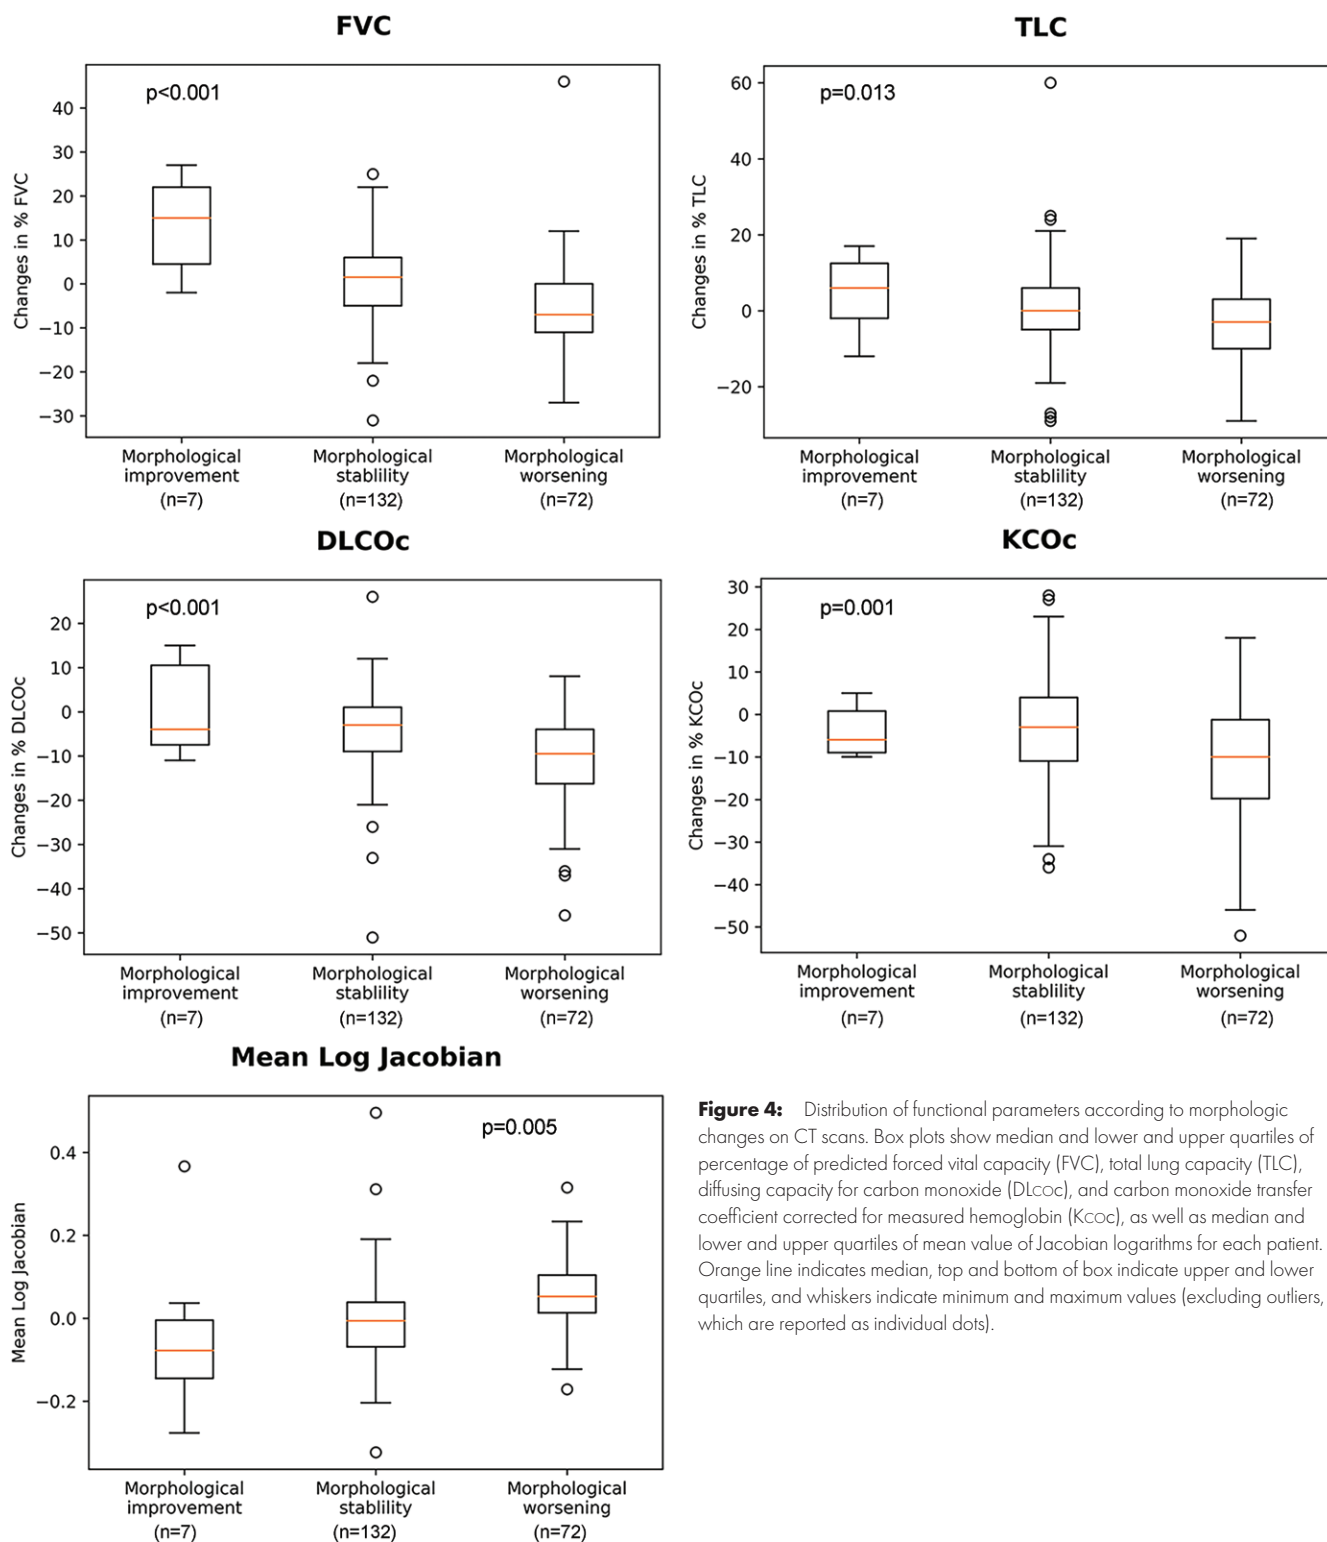 FVC
p<0.001
Changes in % FVC
40
30
20
10
0
−10
−20
−30
Morphological
improvement
(n=7)
Morphological
stablility
(n=132)
Morphological
worsening
(n=72)
TLC
p=0.013
Changes in % TLC
60
40
20
0
−20
Morphological
improvement
(n=7)
Morphological
stablility
(n=132)
Morphological
worsening
(n=72)
DLCOc
p<0.001
Changes in % DLCOc
20
10
0
−10
−20
−30
−40
−50
Morphological
improvement
(n=7)
Morphological
stablility
(n=132)
Morphological
worsening
(n=72)
KCOc
p=0.001
Changes in % KCOc
30
20
10
0
−10
−20
−30
−40
−50
Morphological
improvement
(n=7)
Morphological
stablility
(n=132)
Morphological
worsening
(n=72)
Mean Log Jacobian
p=0.005
Mean Log Jacobian
0.4
0.2
0.0
−0.2
Morphological
improvement
(n=7)
Morphological
stablility
(n=132)
Morphological
worsening
(n=72)
Figure 4: Distribution of functional parameters according to morphologic
changes on CT scans. Box plots show median and lower and upper quartiles of
percentage of predicted forced vital capacity (FVC), total lung capacity (TLC),
diffusing capacity for carbon monoxide (DLCOc), and carbon monoxide transfer
coefficient corrected for measured hemoglobin (KCOc), as well as median and
lower and upper quartiles of mean value of Jacobian logarithms for each patient.
Orange line indicates median, top and bottom of box indicate upper and lower
quartiles, and whiskers indicate minimum and maximum values (excluding outliers,
which are reported as individual dots).